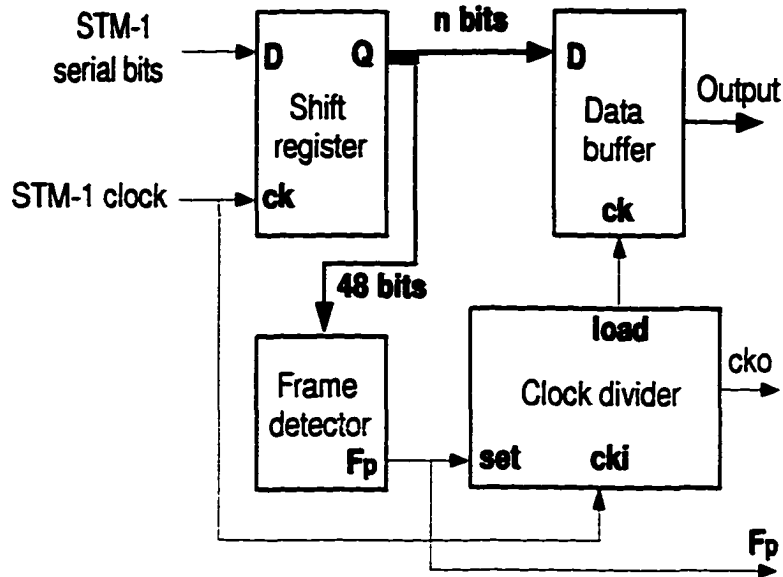 STM-1
serial bits
D
Q
n bits
D
Output
Shift
register
Data
buffer
STM-1 clock
ck
ck
48 bits
load
cko
Frame
detector
Clock divider
Fp
set
cki
Fp